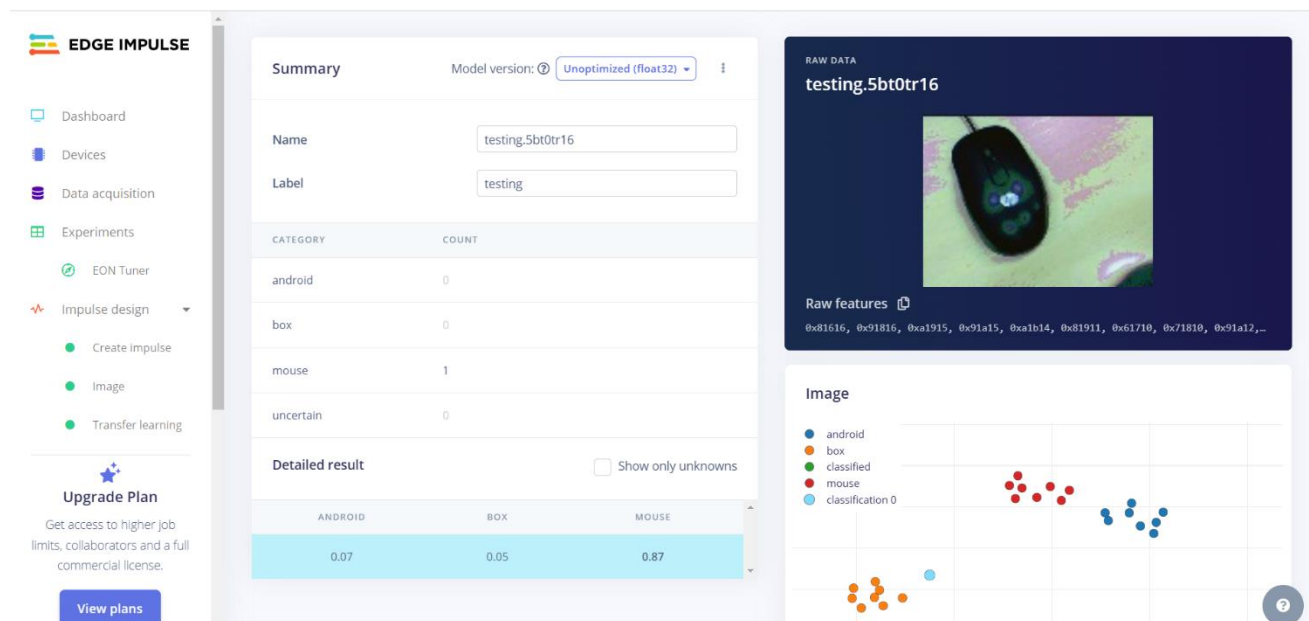 EDGE IMPULSE
Dashboard
Devices
Data acquisition
Experiments
EON Tuner
Impulse design
Create impulse
Image
Transfer learning
Upgrade Plan
Get access to higher job
limits, collaborators and a full
commercial license.
View plans
Summary
Model version: ? Unoptimized (float32)
Name testing.5bt0tr16
Label testing
CATEGORY COUNT
android 0
box 0
mouse 1
uncertain 0
Detailed result Show only unknowns
ANDROID BOX MOUSE
0.07 0.05 0.87
RAW DATA
testing.5bt0tr16
Raw features
0x81616, 0x91816, 0xa1915, 0x91a15, 0xa1b14, 0x81911, 0x61710, 0x71810, 0x91a12,…
Image
android
box
classified
mouse
classification 0
?